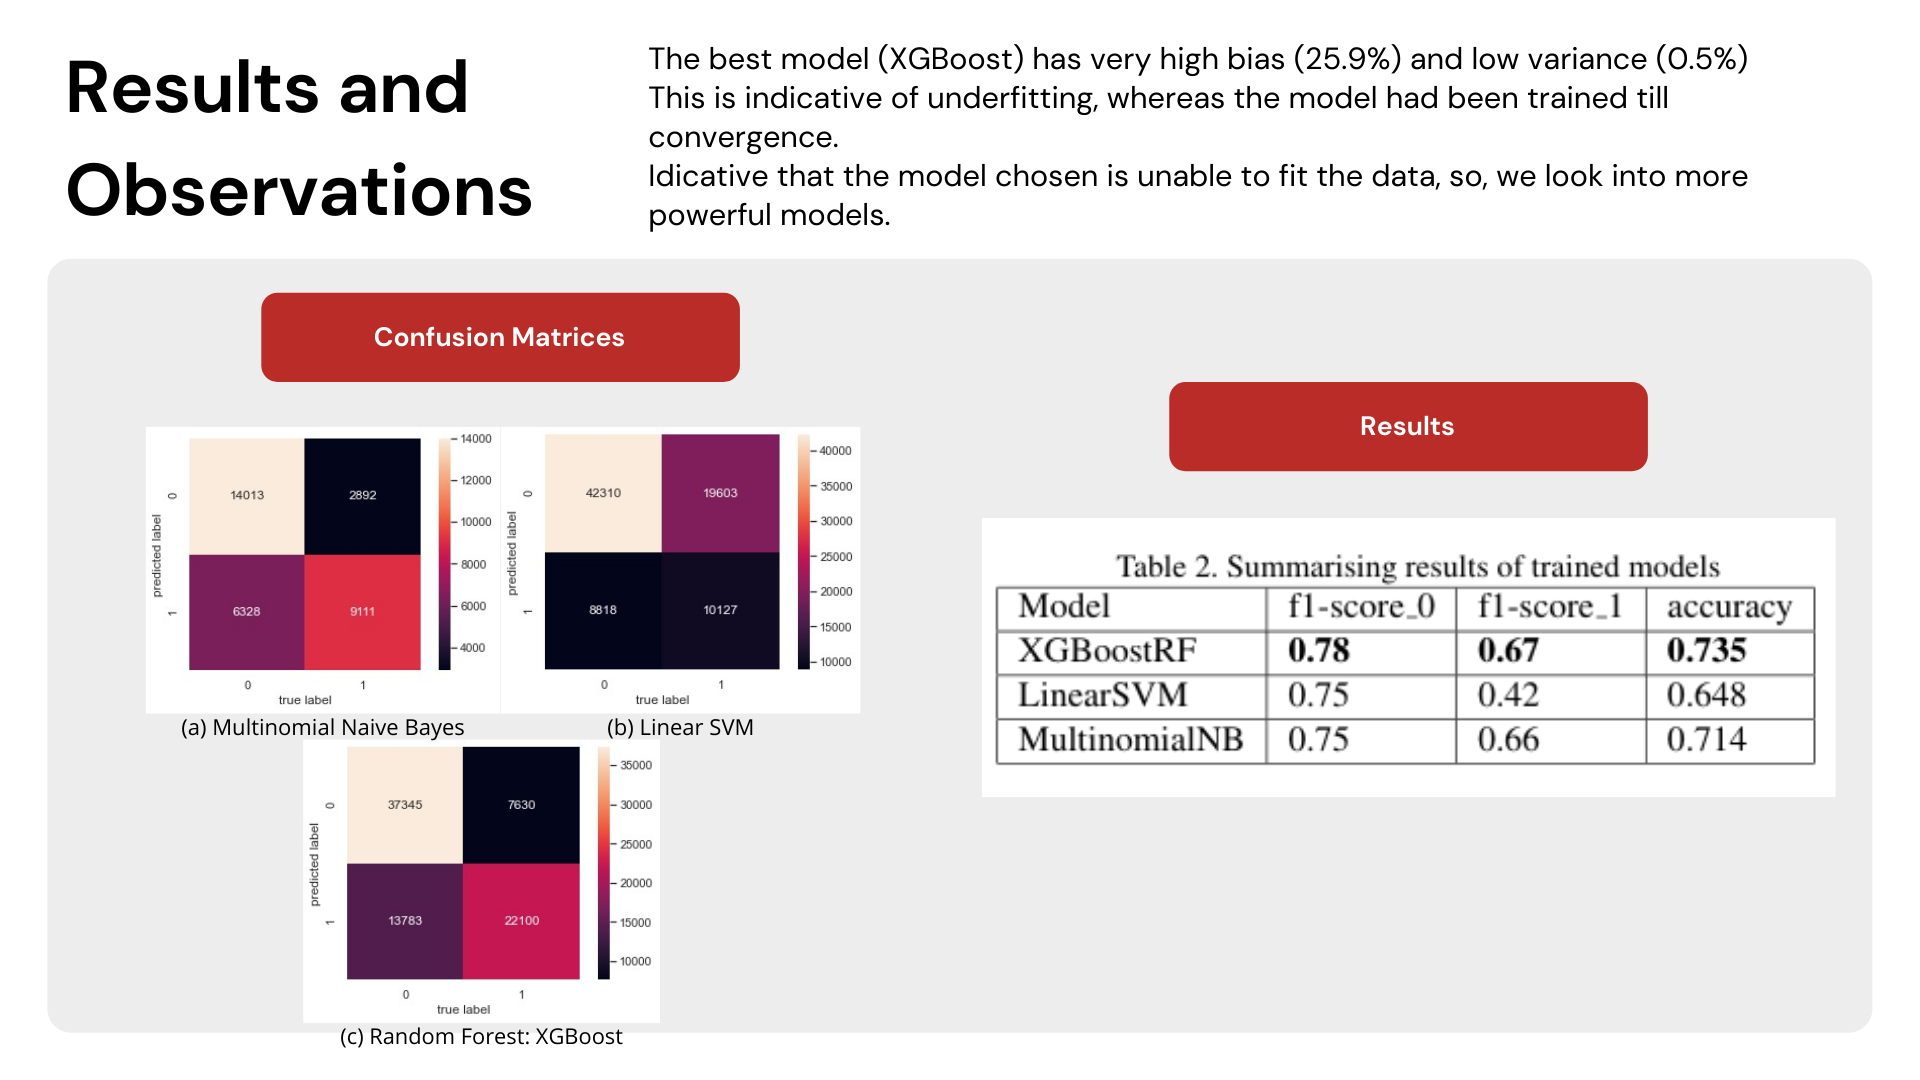 Results and
Observations
The best model (XGBoost) has very high bias (25.9%) and low variance (0.5%)
This is indicative of underfitting, whereas the model had been trained till
convergence.
Idicative that the model chosen is unable to fit the data, so, we look into more
powerful models.
Confusion Matrices
14013 2892
6328 9111
0
1
predicted label
0 1
true label
14000
12000
10000
8000
6000
4000
(a) Multinomial Naive Bayes
42310 19603
8818 10127
0
1
predicted label
0 1
true label
40000
35000
30000
25000
20000
15000
10000
(b) Linear SVM
37345 7630
13783 22100
0
1
predicted label
0 1
true label
35000
30000
25000
20000
15000
10000
(c) Random Forest: XGBoost
Results
Table 2. Summarising results of trained models
Model f1-score_0 f1-score_1 accuracy
XGBoostRF 0.78 0.67 0.735
LinearSVM 0.75 0.42 0.648
MultinomialNB 0.75 0.66 0.714